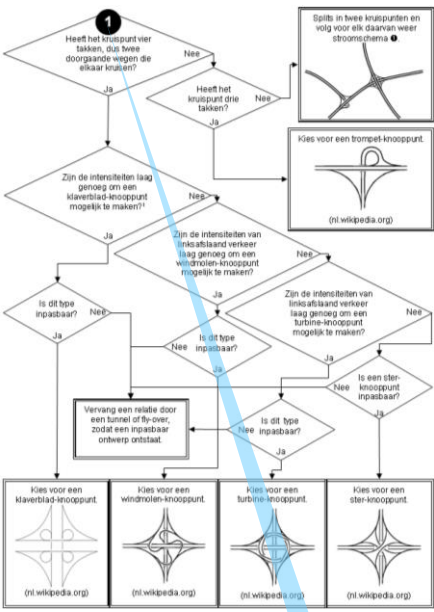 1
Heeft het kruispunt vier
takken, dus twee
doorgaande wegen die
elkaar kruisen?
Nee
Ja
Splits in twee kruispunten en
volg voor elk daarvan weer
stroomschema 1.
Heeft het
kruispunt drie
takken?
Nee
Ja
Kies voor een trompet-knooppunt.
(nl.wikipedia.org)
Zijn de intensiteiten laag
genoeg om een
klaverblad-knooppunt
mogelijk te maken?¹
Nee
Ja
Zijn de intensiteiten van
linksafslaand verkeer
laag genoeg om een
windmolen-knooppunt
mogelijk te maken?
Nee
Ja
Zijn de intensiteiten van
linksafslaand verkeer
laag genoeg om een
turbine-knooppunt
mogelijk te maken?
Nee
Ja
Is dit type
inpasbaar?
Nee
Ja
Nee
Is dit type
inpasbaar?
Ja
Is een ster-
knooppunt
inpasbaar?
Nee
Ja
Vervang een relatie door
een tunnel of fly-over,
zodat een inpasbaar
ontwerp ontstaat.
Nee
Is dit type
inpasbaar?
Ja
Kies voor een
klaverblad-knooppunt.
(nl.wikipedia.org)
Kies voor een
windmolen-knooppunt.
(nl.wikipedia.org)
Kies voor een
turbine-knooppunt.
(nl.wikipedia.org)
Kies voor een
ster-knooppunt.
(nl.wikipedia.org)